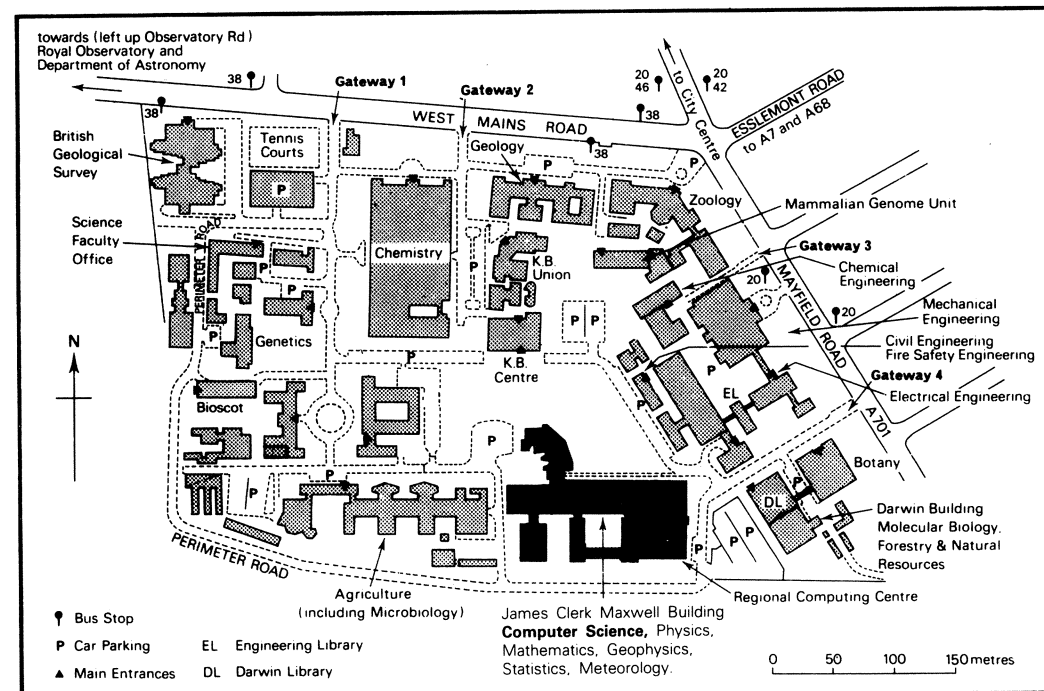 towards (left up Observatory Rd)
Royal Observatory and
Department of Astronomy
38
Gateway 1
Gateway 2
20
46
20
42
to City Centre
ESSLEMONT ROAD
to A7 and A68
38
38
38
WEST MAINS ROAD
British
Geological
Survey
Tennis
Courts
P
Geology
P
P
Zoology
Mammalian Genome Unit
Science
Faculty
Office
PERIMETER ROAD
P
P
P
Chemistry
P
K.B.
Union
Gateway 3
20
Chemical
Engineering
MAYFIELD ROAD
20
Mechanical
Engineering
Civil Engineering
Fire Safety Engineering
P P
Genetics
P
K.B.
Centre
P
Gateway 4
Electrical Engineering
EL
A701
Bioscot
P
Botany
P
P
P
DL
Darwin Building
Molecular Biology.
Forestry & Natural
Resources
P
P
P
PERIMETER ROAD
Agriculture
(including Microbiology)
Regional Computing Centre
James Clerk Maxwell Building
Computer Science, Physics,
Mathematics, Geophysics,
Statistics, Meteorology.
N
Bus Stop
P Car Parking
Main Entrances
EL Engineering Library
DL Darwin Library
0 50 100 150 metres